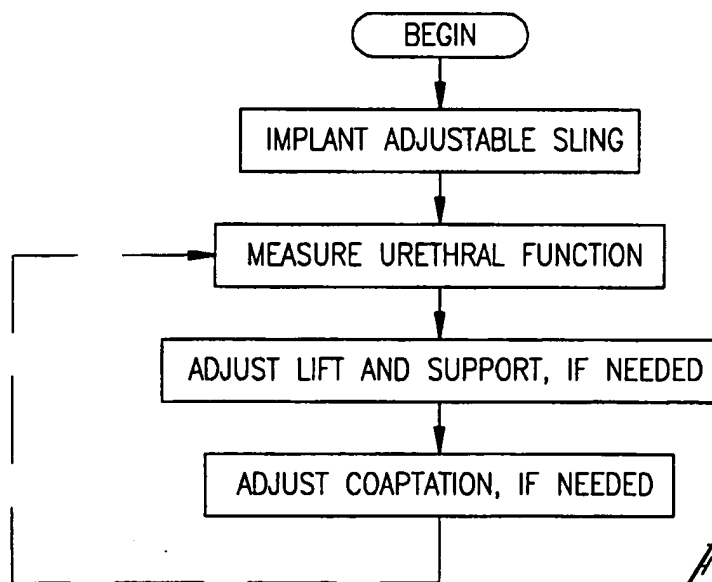 BEGIN
IMPLANT ADJUSTABLE SLING
MEASURE URETHRAL FUNCTION
ADJUST LIFT AND SUPPORT, IF NEEDED
ADJUST COAPTATION, IF NEEDED